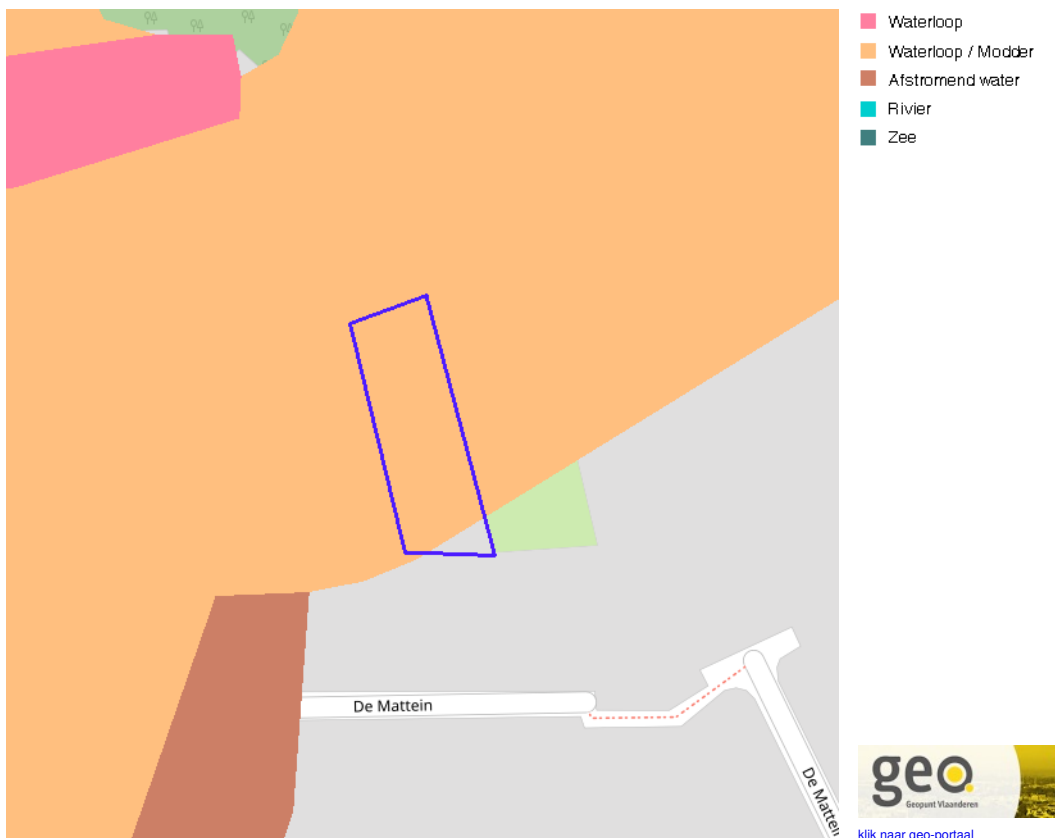 Waterloop
Waterloop / Modder
Afstromend water
Rivier
Zee
De Mattein
De Mattein
geo.
Geopunt Vlaanderen
klik naar geo-portaal